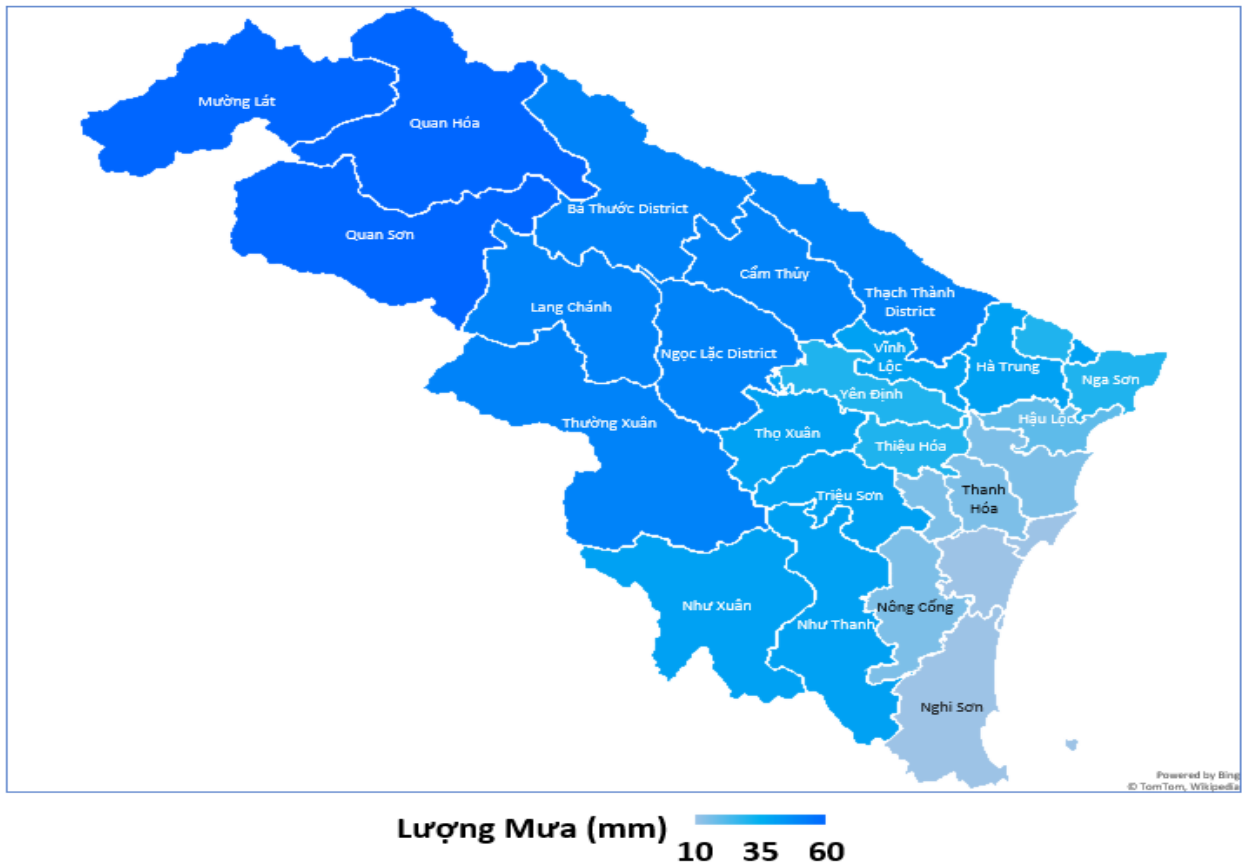 Mường Lát
Quan Hóa
Bá Thước District
Quan Sơn
Cẩm Thủy
Thạch Thành
District
Lang Chánh
Vĩnh
Lộc
Ngọc Lặc District
Hà Trung
Nga Sơn
Yên Định
Thường Xuân
Hậu Lộc
Thọ Xuân
Thiệu Hóa
Triệu Sơn
Thanh
Hóa
Như Xuân
Nông Cống
Như Thanh
Nghi Sơn
Powered by Bing
© TomTom, Wikipedia
Lượng Mưa (mm)
10 35 60